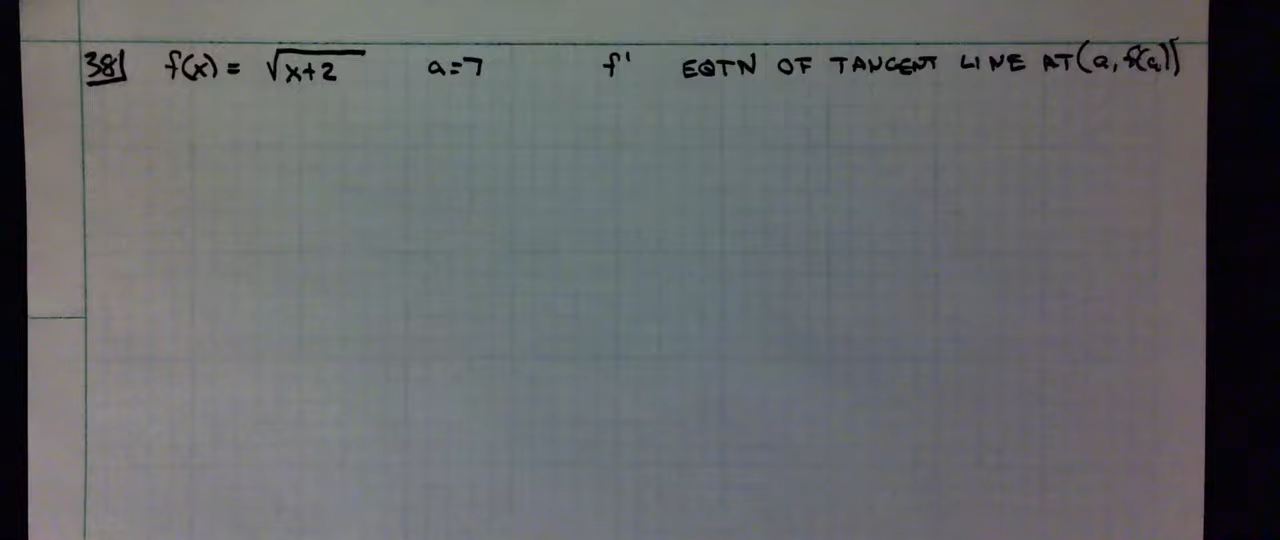 38) f(x) = √x+2 a=7 f' EQTN OF TANGENT LINE AT (a, f(a))